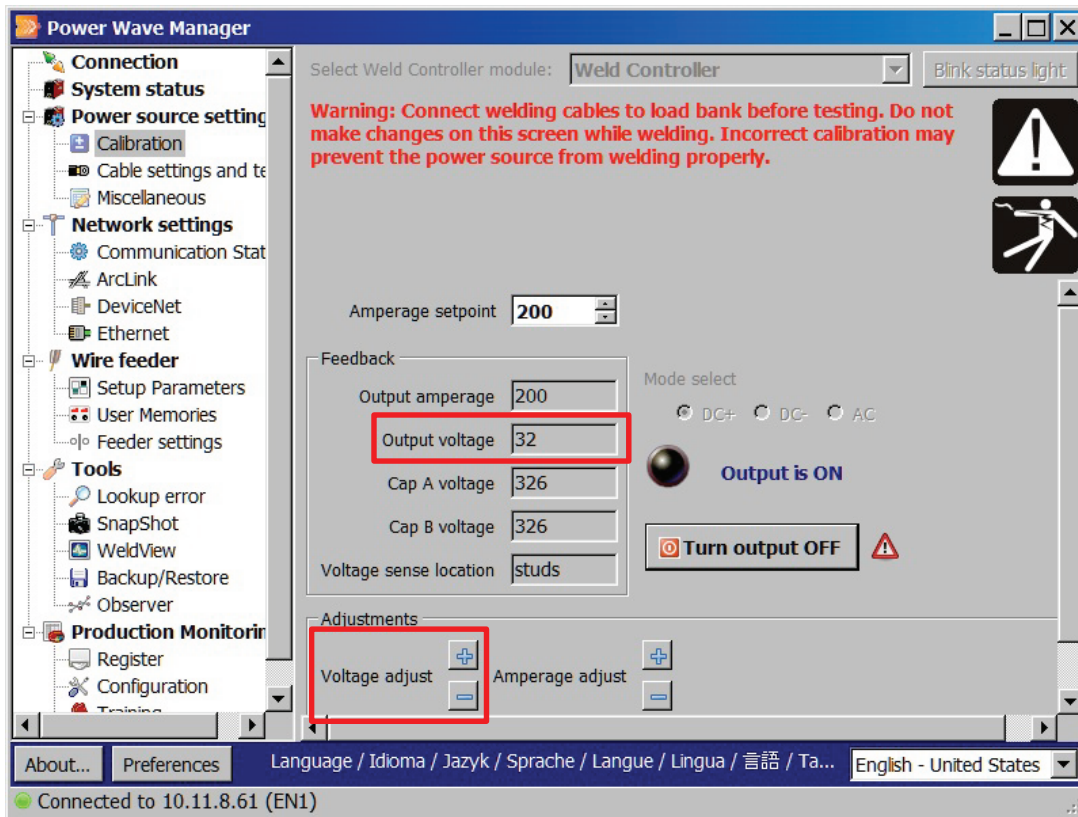 Power Wave Manager
Connection
System status
Power source setting
Calibration
Cable settings and te
Miscellaneous
Network settings
Communication Stat
ArcLink
DeviceNet
Ethernet
Wire feeder
Setup Parameters
User Memories
Feeder settings
Tools
Lookup error
SnapShot
WeldView
Backup/Restore
Observer
Production Monitorin
Register
Configuration
Training
Select Weld Controller module: Weld Controller Blink status light
Warning: Connect welding cables to load bank before testing. Do not
make changes on this screen while welding. Incorrect calibration may
prevent the power source from welding properly.
Amperage setpoint 200
Feedback
Output amperage 200
Output voltage 32
Cap A voltage 326
Cap B voltage 326
Voltage sense location studs
Mode select
DC+ DC- AC
Output is ON
Turn output OFF
Adjustments
Voltage adjust Amperage adjust
About... Preferences Language / Idioma / Jazyk / Sprache / Langue / Lingua / 言語 / Ta... English - United States
Connected to 10.11.8.61 (EN1)